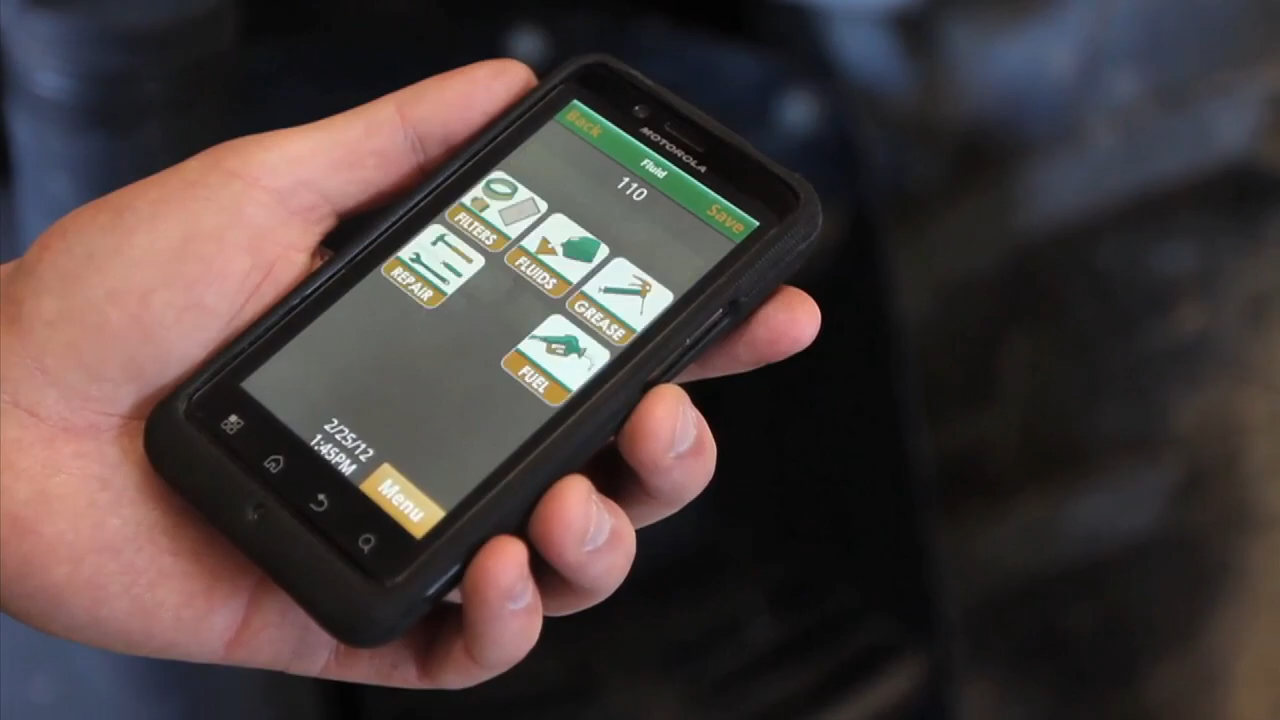 MOTOROLA
Back
Fluid
Save
110
FILTERS
FLUIDS
GREASE
REPAIR
FUEL
2/25/12
1:45PM
Menu